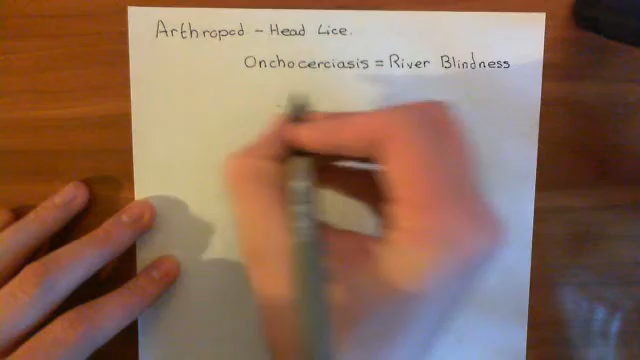 Arthropod - Head Lice.
Onchocerciasis = River Blindness